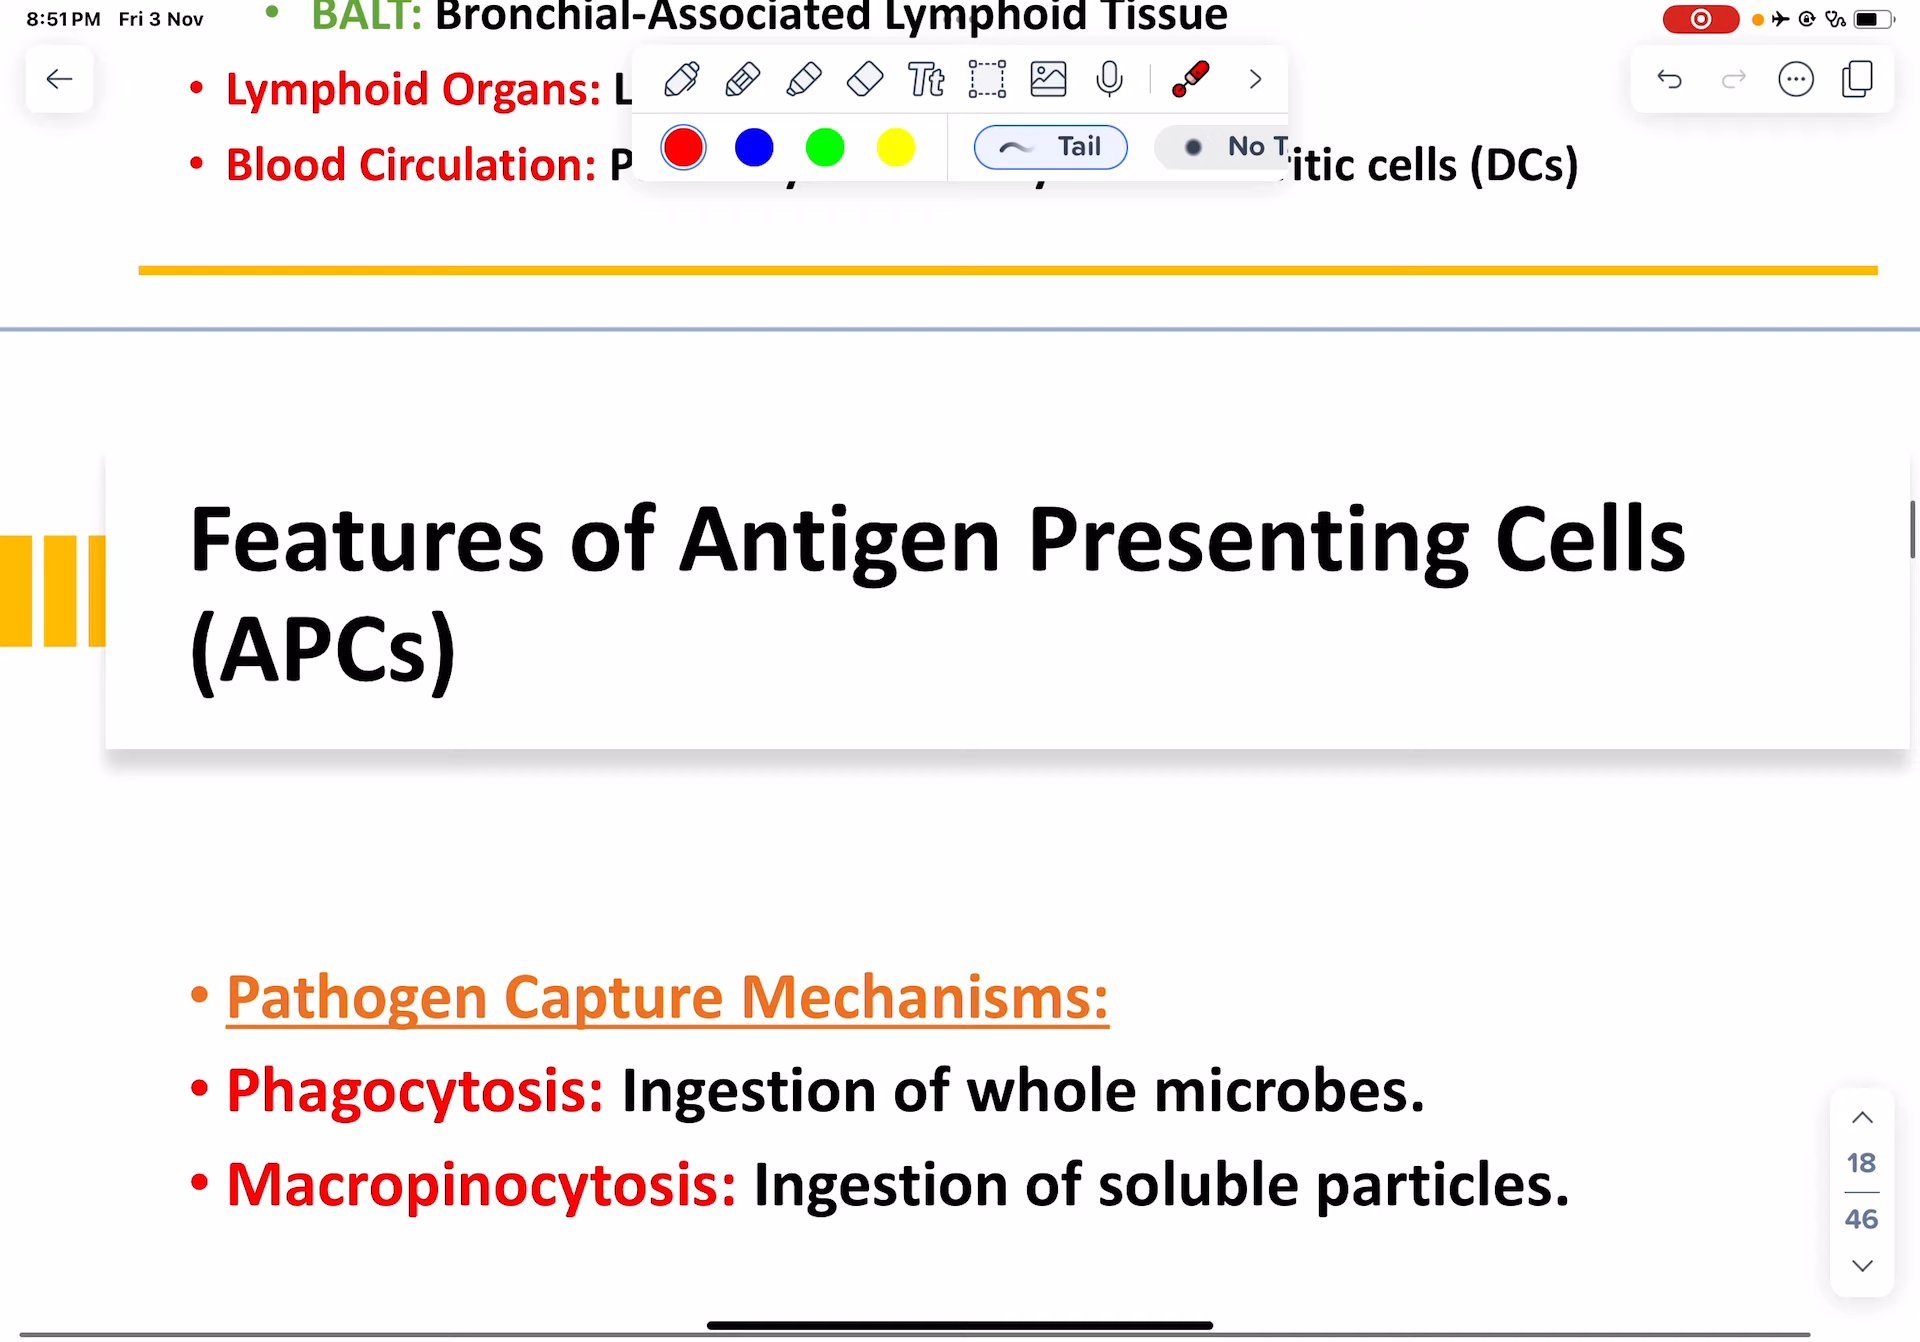 8:51 PM Fri 3 Nov
• BALT: Bronchial-Associated Lymphoid Tissue
• Lymphoid Organs:
• Blood Circulation: cells (DCs)
Tt
Tail
No
Features of Antigen Presenting Cells
(APCs)
• Pathogen Capture Mechanisms:
• Phagocytosis: Ingestion of whole microbes.
• Macropinocytosis: Ingestion of soluble particles.
18
46